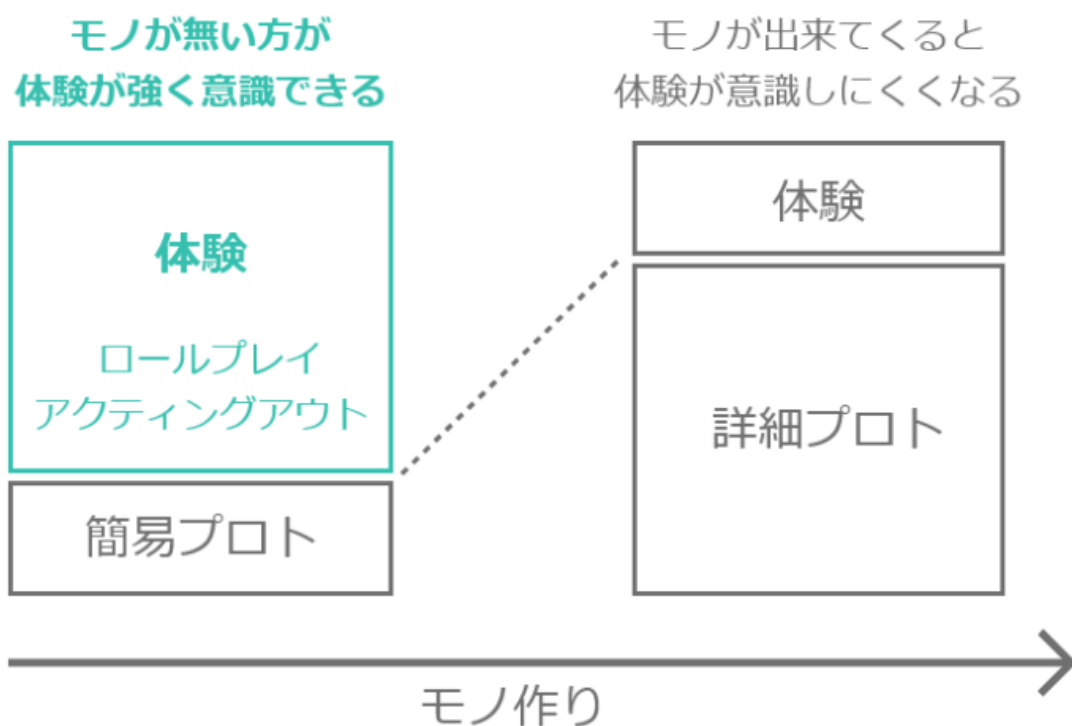 モノが無い方が
体験が強く意識できる
体験
ロールプレイ
アクティングアウト
簡易プロト
モノが出来てくると
体験が意識しにくくなる
体験
詳細プロト
モノ作り